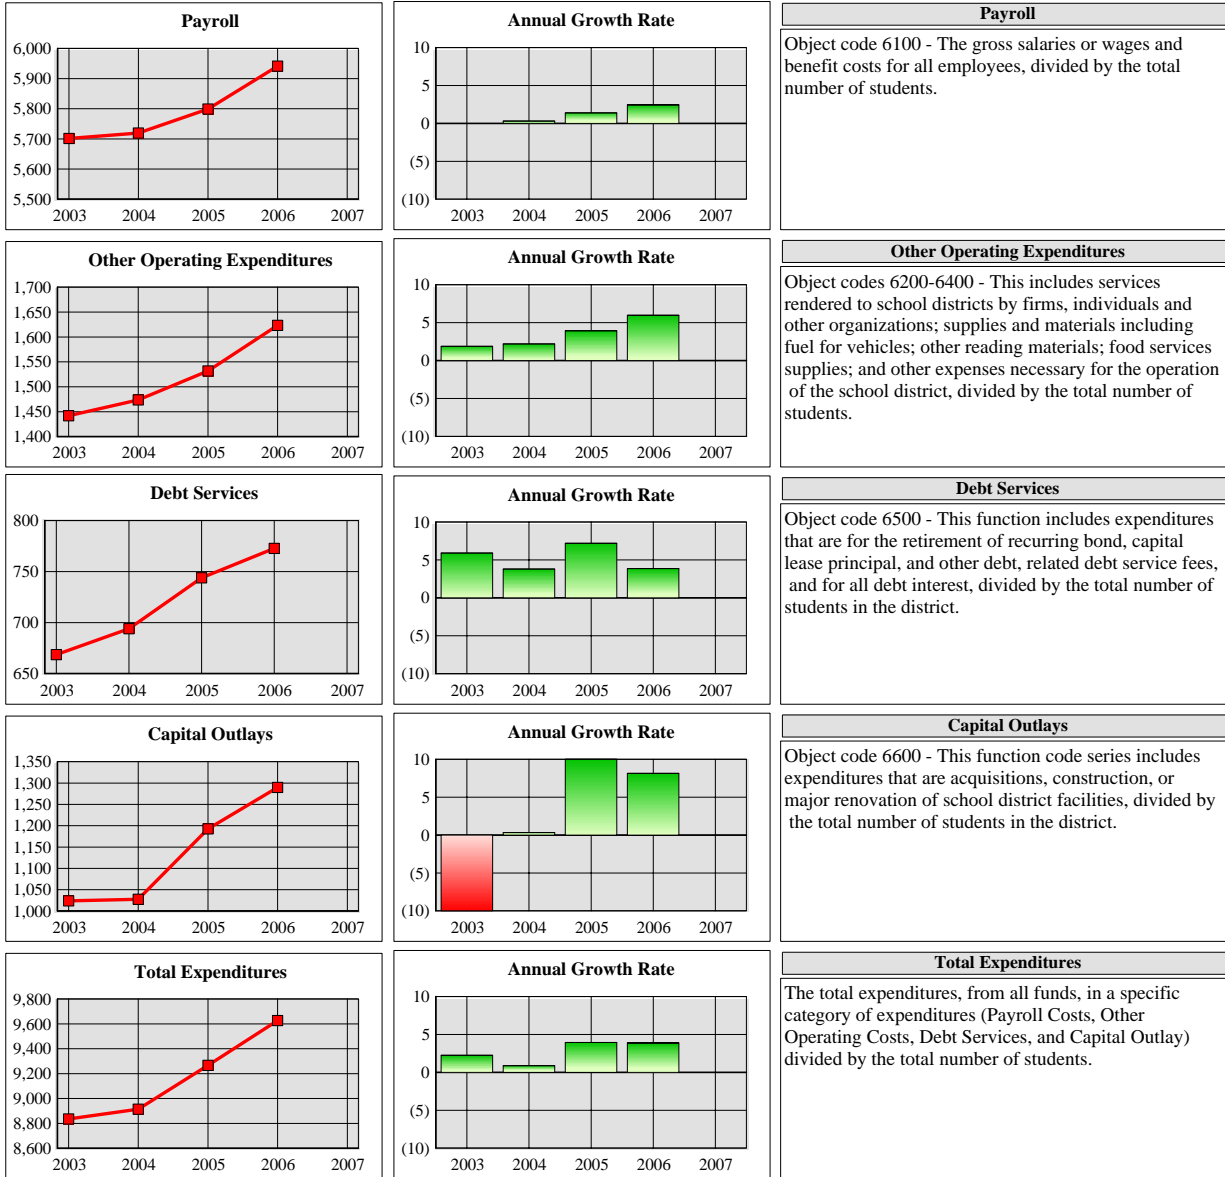 Payroll
6,000
5,900
5,800
5,700
5,600
5,500
2003 2004 2005 2006 2007
Annual Growth Rate
10
5
0
(5)
(10)
2003 2004 2005 2006 2007
Payroll
Object code 6100 - The gross salaries or wages and
benefit costs for all employees, divided by the total
number of students.
Other Operating Expenditures
1,700
1,650
1,600
1,550
1,500
1,450
1,400
2003 2004 2005 2006 2007
Annual Growth Rate
10
5
0
(5)
(10)
2003 2004 2005 2006 2007
Other Operating Expenditures
Object codes 6200-6400 - This includes services
rendered to school districts by firms, individuals and
other organizations; supplies and materials including
fuel for vehicles; other reading materials; food services
supplies; and other expenses necessary for the operation
of the school district, divided by the total number of
students.
Debt Services
800
750
700
650
2003 2004 2005 2006 2007
Annual Growth Rate
10
5
0
(5)
(10)
2003 2004 2005 2006 2007
Debt Services
Object code 6500 - This function includes expenditures
that are for the retirement of recurring bond, capital
lease principal, and other debt, related debt service fees,
and for all debt interest, divided by the total number of
students in the district.
Capital Outlays
1,350
1,300
1,250
1,200
1,150
1,100
1,050
1,000
2003 2004 2005 2006 2007
Annual Growth Rate
10
5
0
(5)
(10)
2003 2004 2005 2006 2007
Capital Outlays
Object code 6600 - This function code series includes
expenditures that are acquisitions, construction, or
major renovation of school district facilities, divided by
the total number of students in the district.
Total Expenditures
9,800
9,600
9,400
9,200
9,000
8,800
8,600
2003 2004 2005 2006 2007
Annual Growth Rate
10
5
0
(5)
(10)
2003 2004 2005 2006 2007
Total Expenditures
The total expenditures, from all funds, in a specific
category of expenditures (Payroll Costs, Other
Operating Costs, Debt Services, and Capital Outlay)
divided by the total number of students.